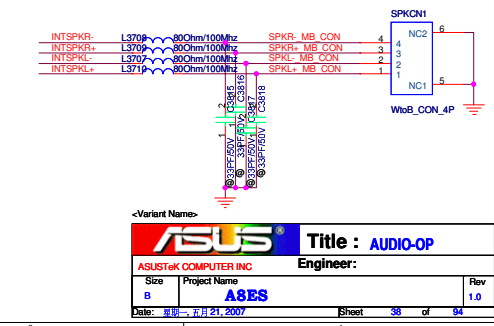 SPKCN1
INTSPKR- L3708 80Ohm/100Mhz SPKR-_MB_CON 4 4 NC2 6
INTSPKR+ L3709 80Ohm/100Mhz SPKR+_MB_CON 3 3
INTSPKL- L3707 80Ohm/100Mhz SPKL-_MB_CON 2 2
INTSPKL+ L3710 80Ohm/100Mhz SPKL+_MB_CON 1 1 NC1 5
WtoB_CON_4P
C3815 C3816 C3817 C3818
@33PF/50V 33PF/50V @33PF/50V @33PF/50V
<Variant Name>
ASUS® Title : AUDIO-OP
ASUSTeK COMPUTER INC Engineer:
Size Project Name Rev
B A8ES 1.0
Date: 星期一, 五月 21, 2007 Sheet 38 of 94